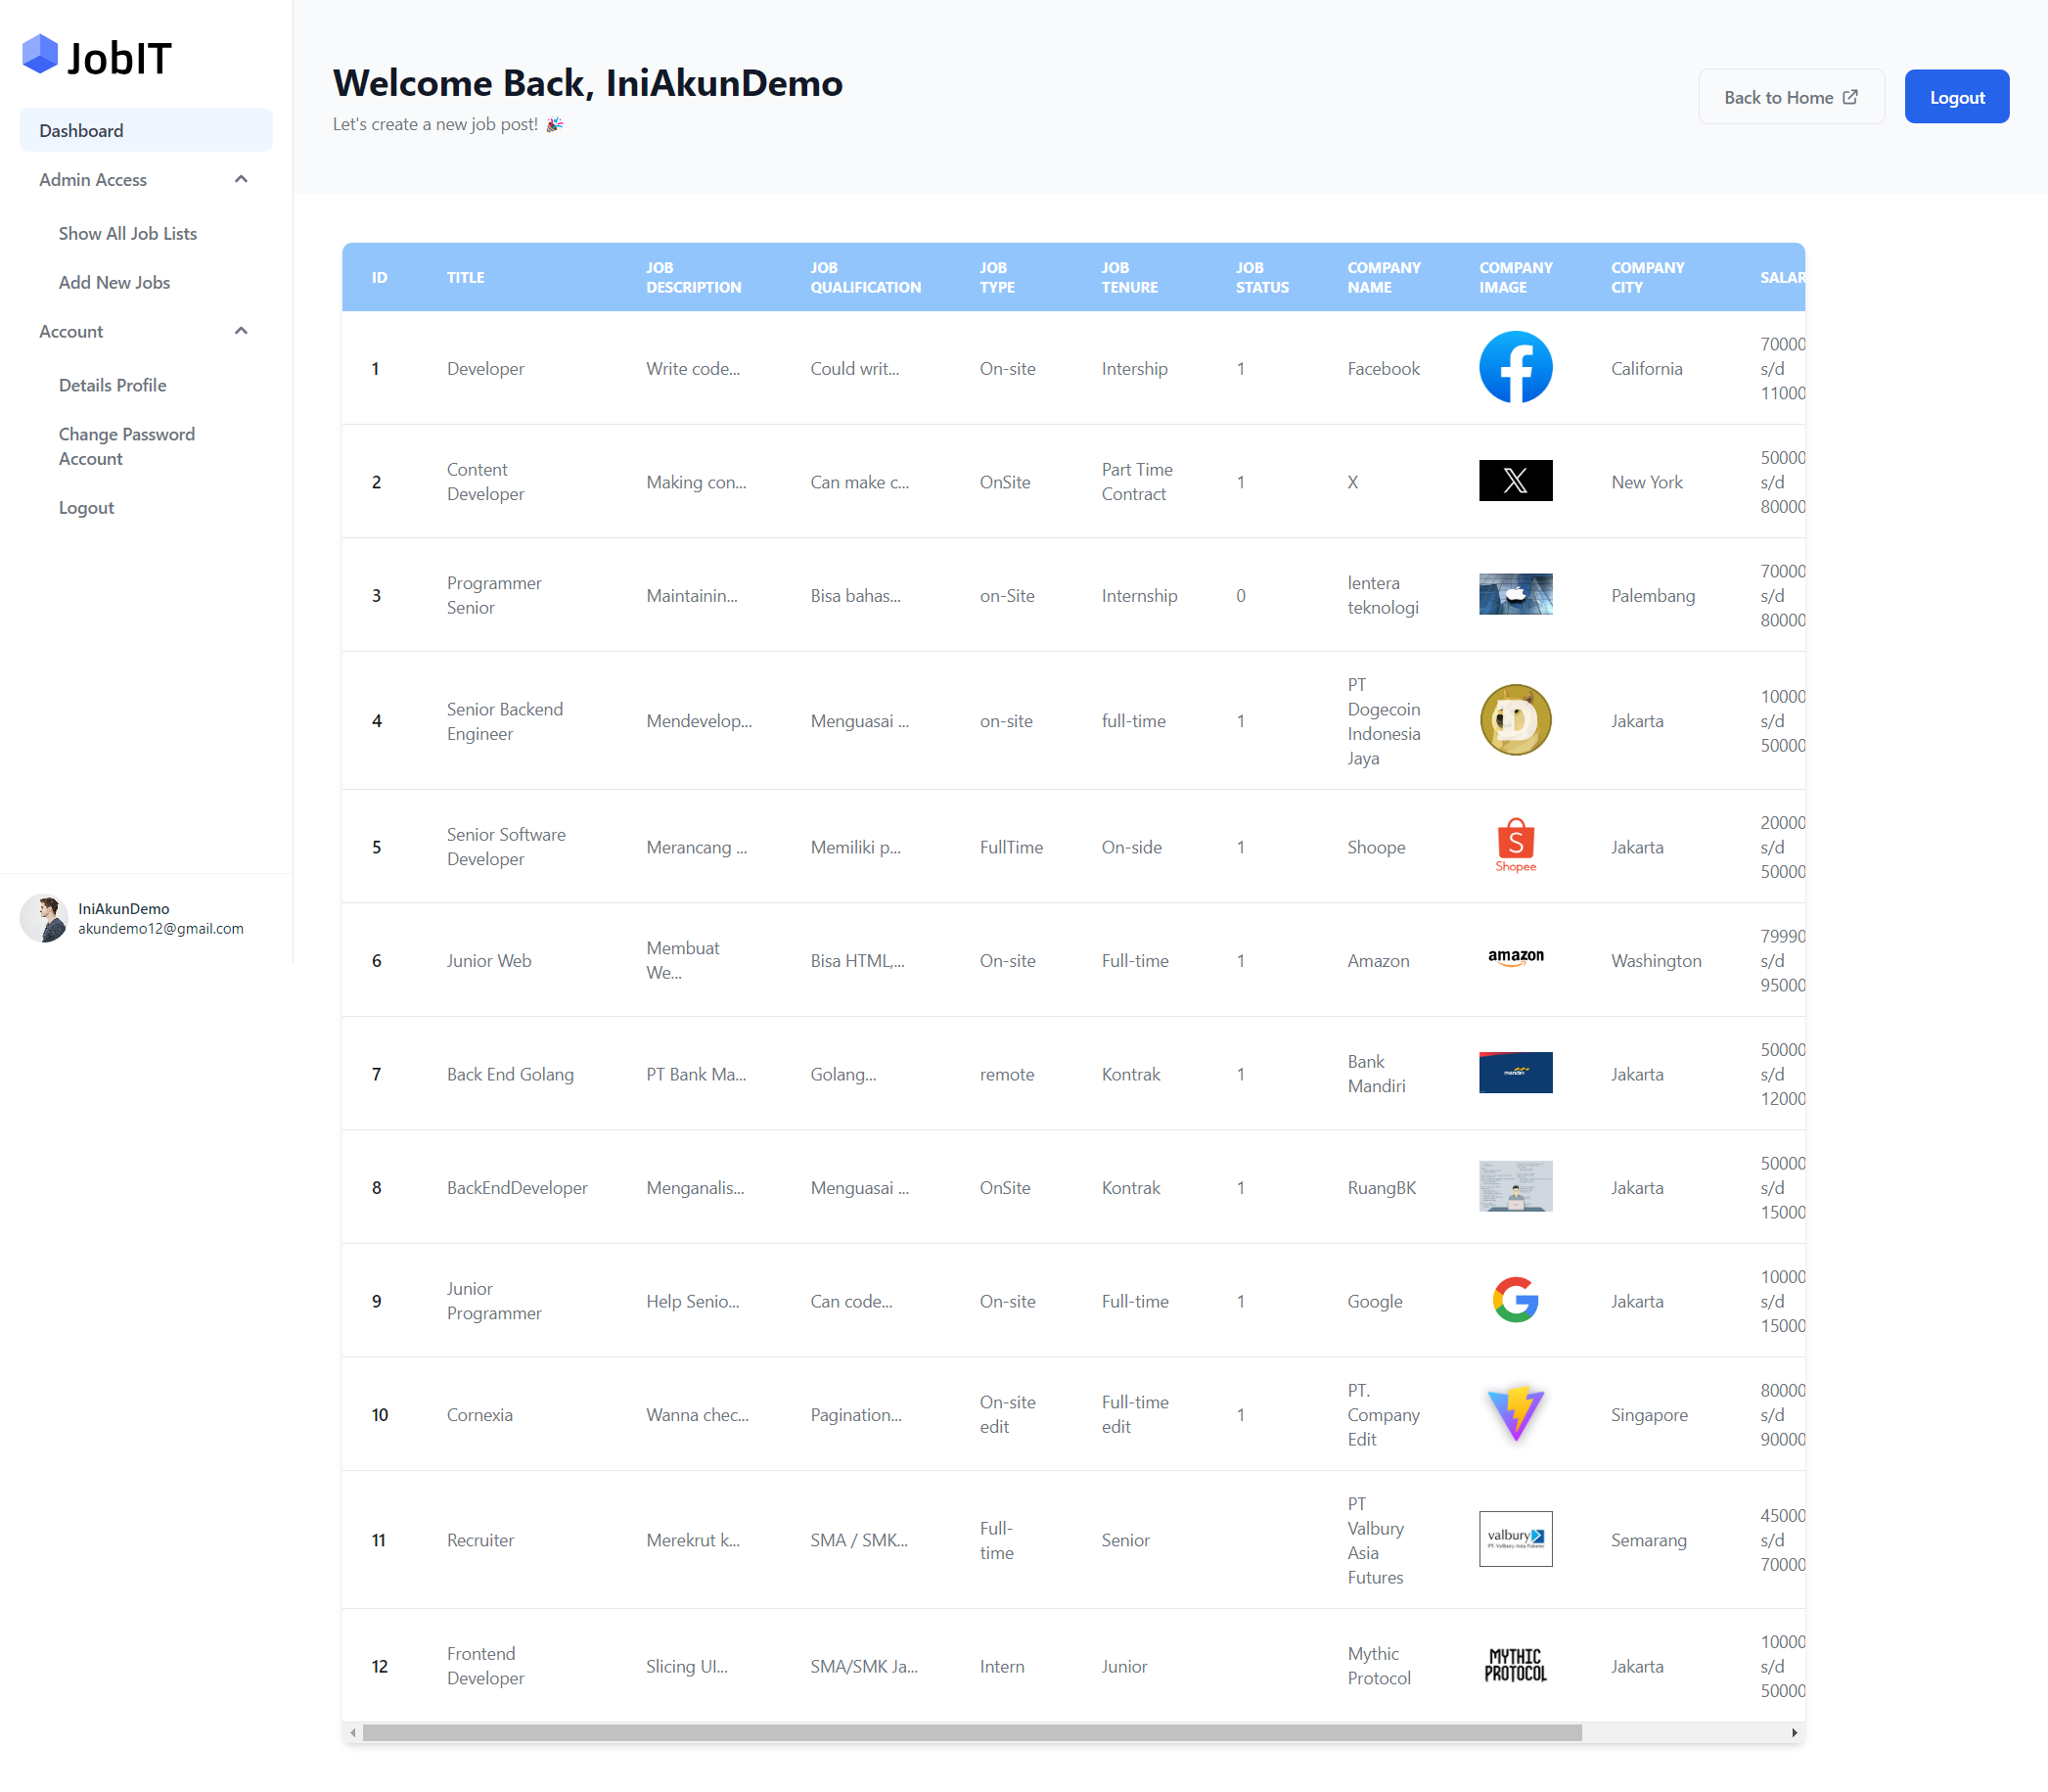 JobIT
Dashboard
Admin Access
Show All Job Lists
Add New Jobs
Account
Details Profile
Change Password
Account
Logout
IniAkunDemo
akundemo12@gmail.com
Welcome Back, IniAkunDemo
Let's create a new job post!
Back to Home
Logout
ID TITLE JOB DESCRIPTION JOB QUALIFICATION JOB TYPE JOB TENURE JOB STATUS COMPANY NAME COMPANY IMAGE COMPANY CITY SALAR
1 Developer Write code... Could writ... On-site Intership 1 Facebook California 70000 s/d 11000
2 Content Developer Making con... Can make c... OnSite Part Time Contract 1 X New York 50000 s/d 80000
3 Programmer Senior Maintainin... Bisa bahas... on-Site Internship 0 lentera teknologi Palembang 70000 s/d 80000
4 Senior Backend Engineer Mendevelop... Menguasai ... on-site full-time 1 PT Dogecoin Indonesia Jaya Jakarta 10000 s/d 50000
5 Senior Software Developer Merancang ... Memiliki p... FullTime On-side 1 Shoope S Shopee Jakarta 20000 s/d 50000
6 Junior Web Membuat We... Bisa HTML,... On-site Full-time 1 Amazon amazon Washington 79990 s/d 95000
7 Back End Golang PT Bank Ma... Golang... remote Kontrak 1 Bank Mandiri mandiri Jakarta 50000 s/d 12000
8 BackEndDeveloper Menganalis... Menguasai ... OnSite Kontrak 1 RuangBK Jakarta 50000 s/d 15000
9 Junior Programmer Help Senio... Can code... On-site Full-time 1 Google Jakarta 10000 s/d 15000
10 Cornexia Wanna chec... Pagination... On-site edit Full-time edit 1 PT. Company Edit Singapore 80000 s/d 90000
11 Recruiter Merekrut k... SMA / SMK... Full-time Senior PT Valbury Asia Futures valbury PT. Valbury Asia Futures Semarang 45000 s/d 70000
12 Frontend Developer Slicing UI... SMA/SMK Ja... Intern Junior Mythic Protocol MYTHIC PROTOCOL Jakarta 10000 s/d 50000